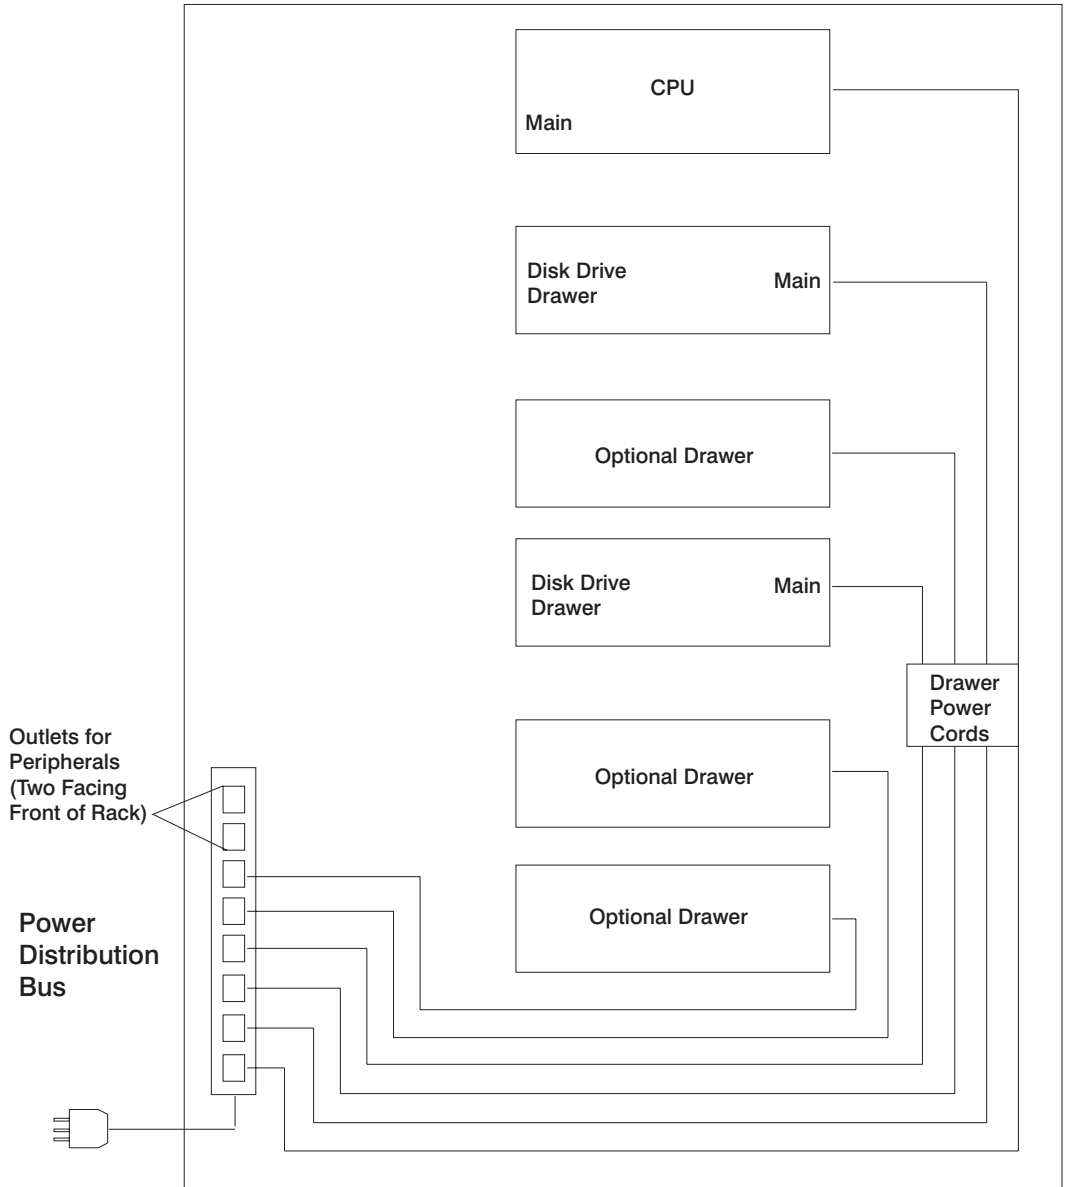 CPU
Main
Disk Drive
Drawer
Main
Optional Drawer
Disk Drive
Drawer
Main
Drawer
Power
Cords
Outlets for
Peripherals
(Two Facing
Front of Rack)
Optional Drawer
Optional Drawer
Power
Distribution
Bus